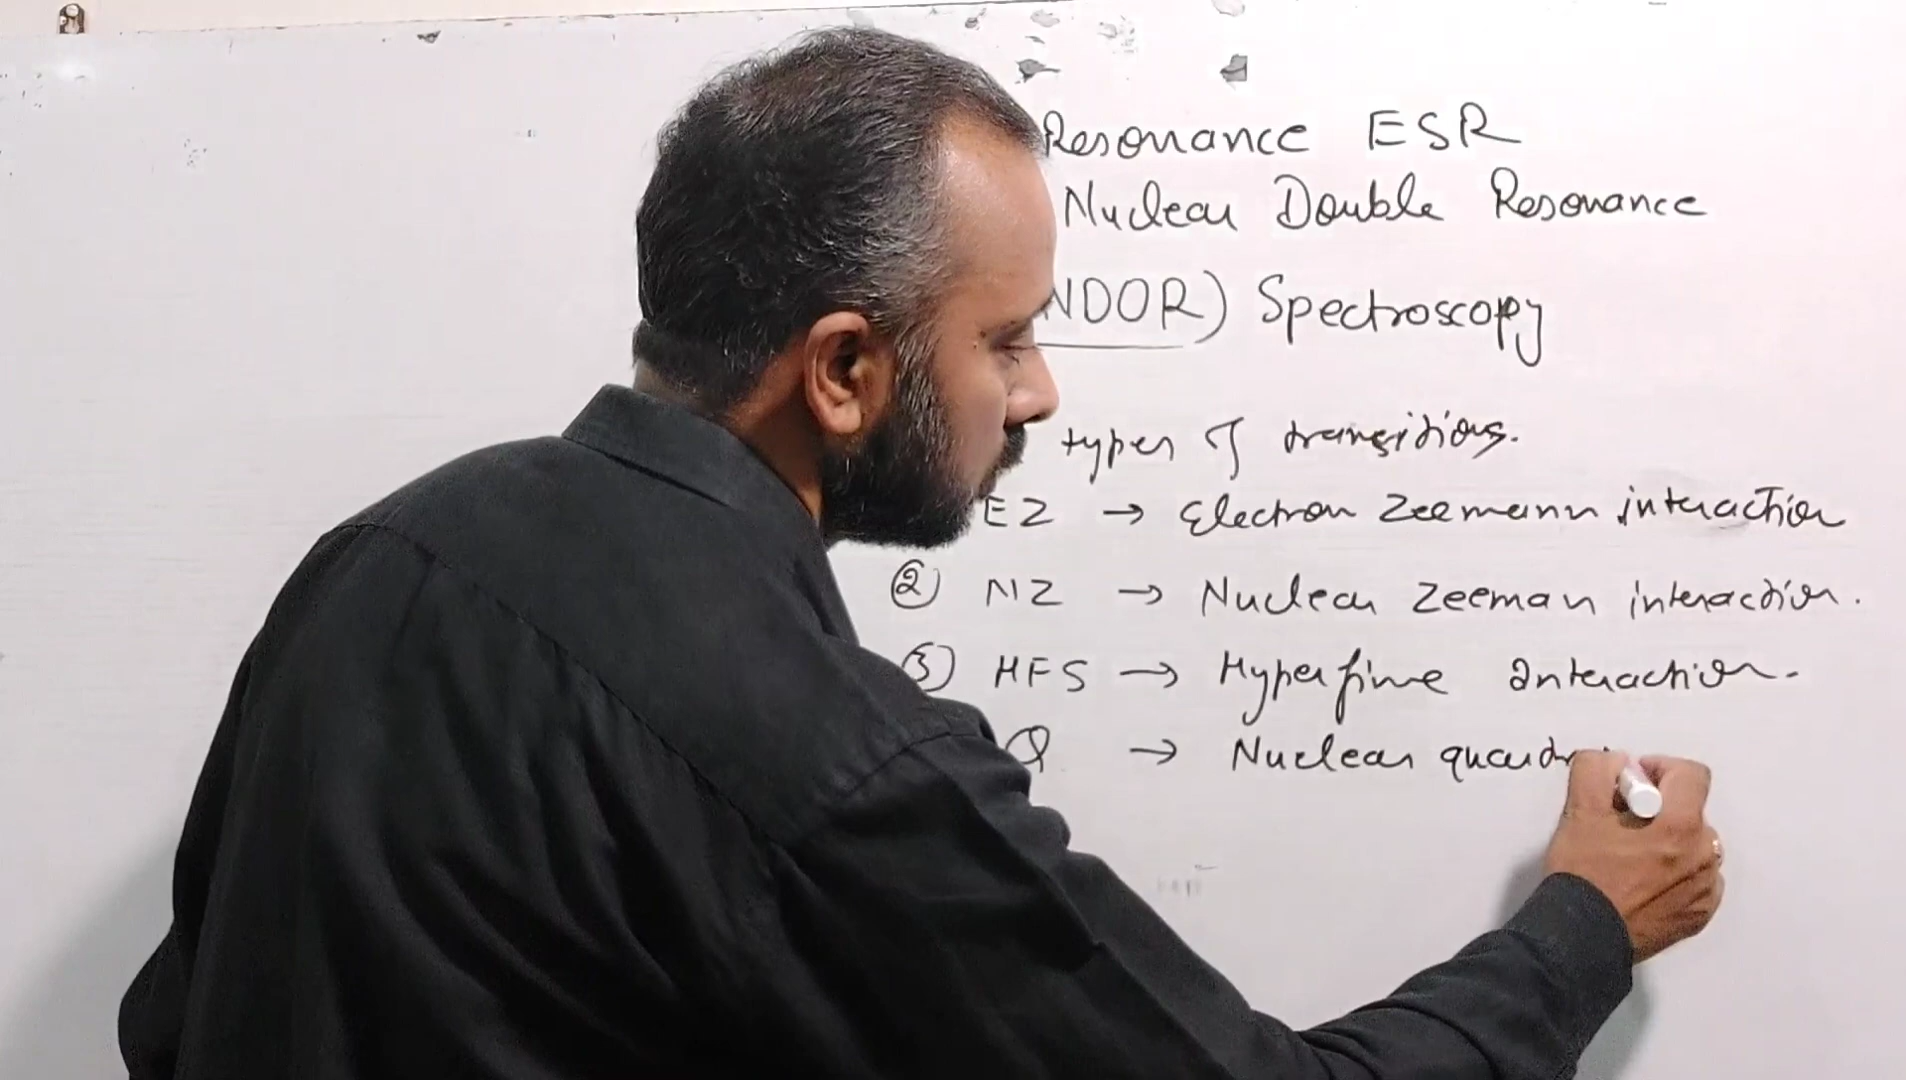 Resonance ESR
Nuclear Double Resonance
NDOR) Spectroscopy
types of transitions.
EZ → Electron Zeemann interaction
② NZ → Nuclear Zeeman interaction.
③ HFS → Hyperfine Interaction.
Q → Nuclear quadr